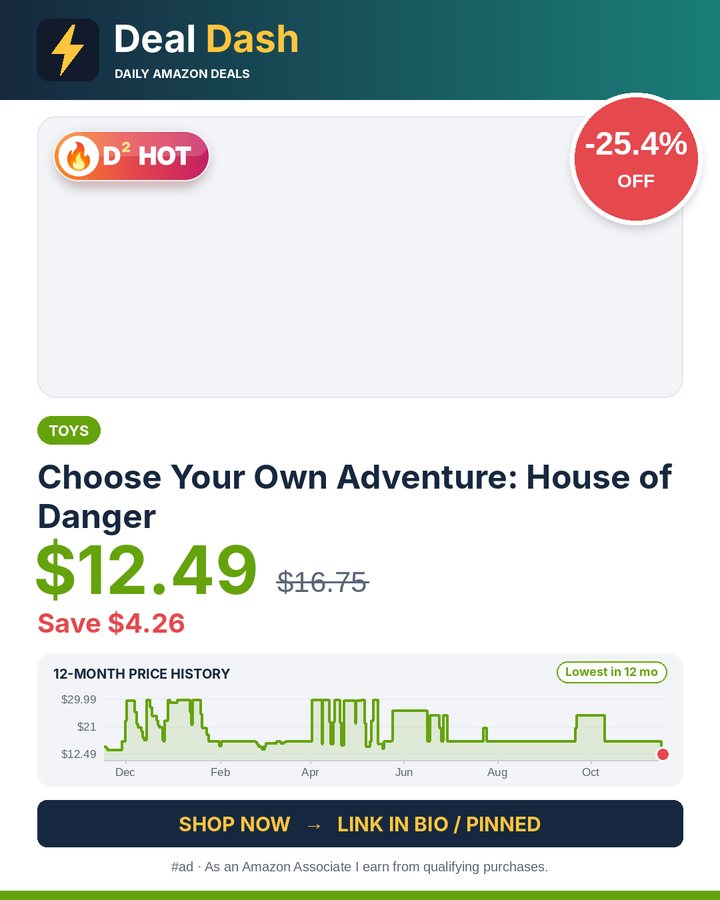 Deal Dash
DAILY AMAZON DEALS
D² HOT
-25.4%
OFF
TOYS
Choose Your Own Adventure: House of
Danger
$12.49 $16.75
Save $4.26
12-MONTH PRICE HISTORY
Lowest in 12 mo
$29.99
$21
$12.49
Dec Feb Apr Jun Aug Oct
SHOP NOW → LINK IN BIO / PINNED
#ad · As an Amazon Associate I earn from qualifying purchases.